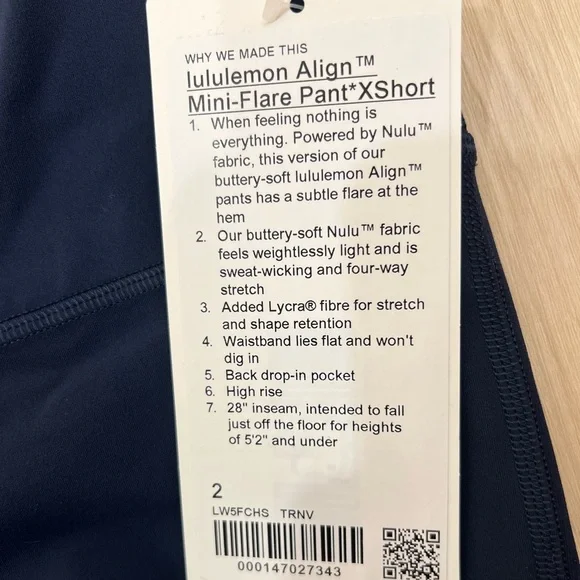 WHY WE MADE THIS
lululemon Align™
Mini-Flare Pant*XShort
1. When feeling nothing is
everything. Powered by Nulu™
fabric, this version of our
buttery-soft lululemon Align™
pants has a subtle flare at the
hem
2. Our buttery-soft Nulu™ fabric
feels weightlessly light and is
sweat-wicking and four-way
stretch
3. Added Lycra® fibre for stretch
and shape retention
4. Waistband lies flat and won't
dig in
5. Back drop-in pocket
6. High rise
7. 28" inseam, intended to fall
just off the floor for heights
of 5'2" and under
2
LW5FCHS TRNV
000147027343